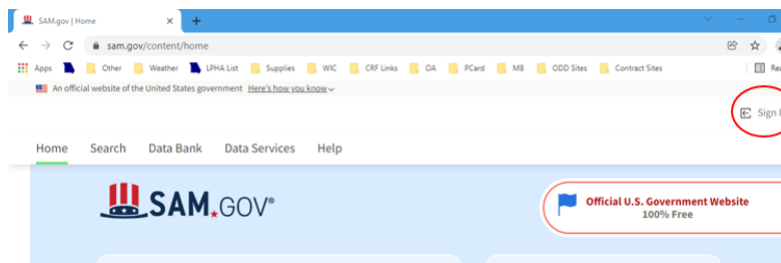 SAM.gov | Home
sam.gov/content/home
Apps Other Weather LPHA List Supplies WIC CRF Links OA PCard MB ODD Sites Contract Sites
An official website of the United States government Here's how you know
Sign
Home Search Data Bank Data Services Help
SAM.GOV®
Official U.S. Government Website
100% Free